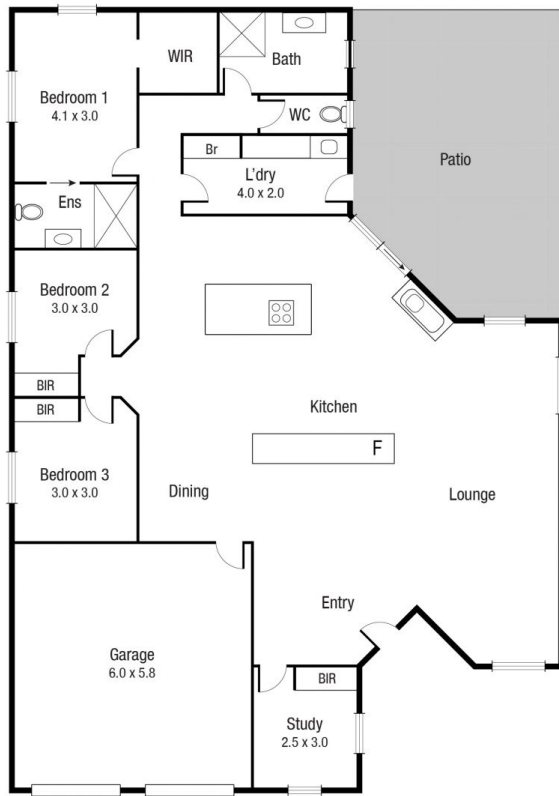 WIR
Bath
Bedroom 1
4.1 x 3.0
WC
Br
L'dry
4.0 x 2.0
Patio
Ens
Bedroom 2
3.0 x 3.0
BIR
BIR
Kitchen
F
Bedroom 3
3.0 x 3.0
Dining
Lounge
Entry
Garage
6.0 x 5.8
BIR
Study
2.5 x 3.0